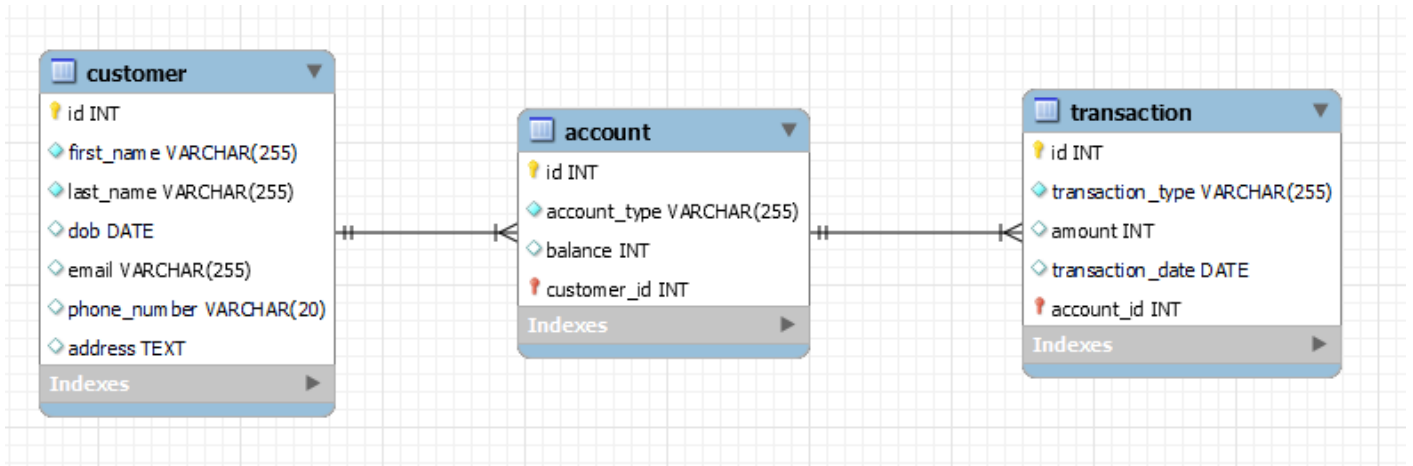 customer
id INT
first_name VARCHAR(255)
last_name VARCHAR(255)
dob DATE
email VARCHAR(255)
phone_number VARCHAR(20)
address TEXT
Indexes
account
id INT
account_type VARCHAR(255)
balance INT
customer_id INT
Indexes
transaction
id INT
transaction_type VARCHAR(255)
amount INT
transaction_date DATE
account_id INT
Indexes